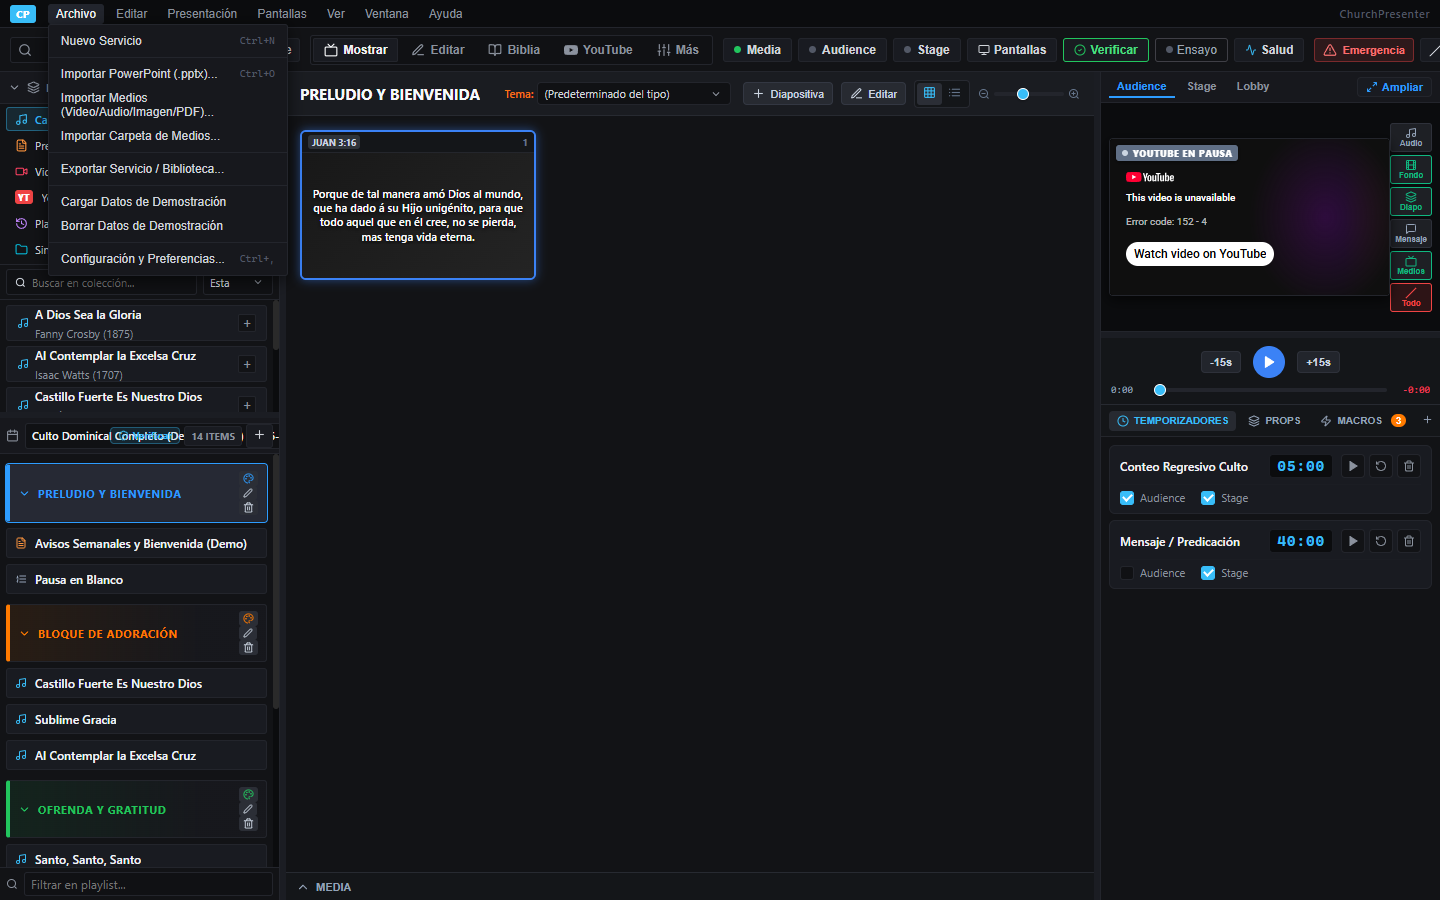 CP Archivo Editar Presentación Pantallas Ver Ventana Ayuda ChurchPresenter
Nuevo Servicio Ctrl+N
Importar PowerPoint (.pptx)... Ctrl+O
Importar Medios
(Video/Audio/Imagen/PDF)...
Importar Carpeta de Medios...
Exportar Servicio / Biblioteca...
Cargar Datos de Demostración
Borrar Datos de Demostración
Configuración y Preferencias... Ctrl+,
Mostrar Editar Biblia YouTube Más
Media Audience Stage Pantallas Verificar Ensayo Salud Emergencia
Ca
Pre
Vic
YT Y
Pla
Sin
Buscar en colección... Esta
A Dios Sea la Gloria
Fanny Crosby (1875)
Al Contemplar la Excelsa Cruz
Isaac Watts (1707)
Castillo Fuerte Es Nuestro Dios
Culto Dominical Completo (De 14 ITEMS
PRELUDIO Y BIENVENIDA
Avisos Semanales y Bienvenida (Demo)
Pausa en Blanco
BLOQUE DE ADORACIÓN
Castillo Fuerte Es Nuestro Dios
Sublime Gracia
Al Contemplar la Excelsa Cruz
OFRENDA Y GRATITUD
Santo, Santo, Santo
Filtrar en playlist...
PRELUDIO Y BIENVENIDA Tema: (Predeterminado del tipo) Diapositiva Editar
JUAN 3:16 1
Porque de tal manera amó Dios al mundo,
que ha dado á su Hijo unigénito, para que
todo aquel que en él cree, no se pierda,
mas tenga vida eterna.
MEDIA
Audience Stage Lobby Ampliar
YOUTUBE EN PAUSA
YouTube
This video is unavailable
Error code: 152 - 4
Watch video on YouTube
Audio
Fondo
Diapo
Mensaje
Medios
Todo
-15s +15s
0:00 -0:00
TEMPORIZADORES PROPS MACROS 3
Conteo Regresivo Culto 05:00
Audience Stage
Mensaje / Predicación 40:00
Audience Stage